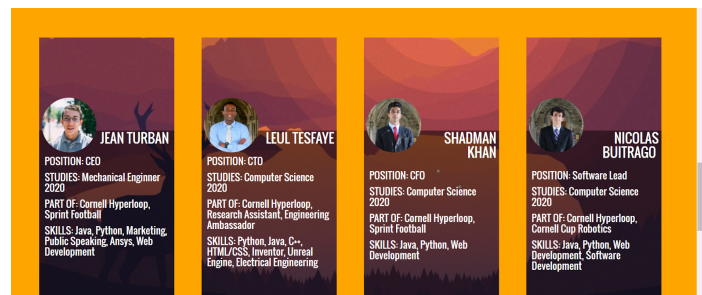 JEAN TURBAN
POSITION: CEO
STUDIES: Mechanical Enginner
2020
PART OF: Cornell Hyperloop,
Sprint Football
SKILLS: Java, Python, Marketing,
Public Speaking, Ansys, Web
Development
LEUL TESFAYE
POSITION: CTO
STUDIES: Computer Science
2020
PART OF: Cornell Hyperloop,
Research Assistant, Engineering
Ambassador
SKILLS: Python, Java, C++,
HTML/CSS, Inventor, Unreal
Engine, Electrical Engineering
SHADMAN
KHAN
POSITION: CFO
STUDIES: Computer Science
2020
PART OF: Cornell Hyperloop,
Sprint Football
SKILLS: Java, Python, Web
Development
NICOLAS
BUITRAGO
POSITION: Software Lead
STUDIES: Computer Science
2020
PART OF: Cornell Hyperloop,
Cornell Cup Robotics
SKILLS: Java, Python, Web
Development, Software
Development